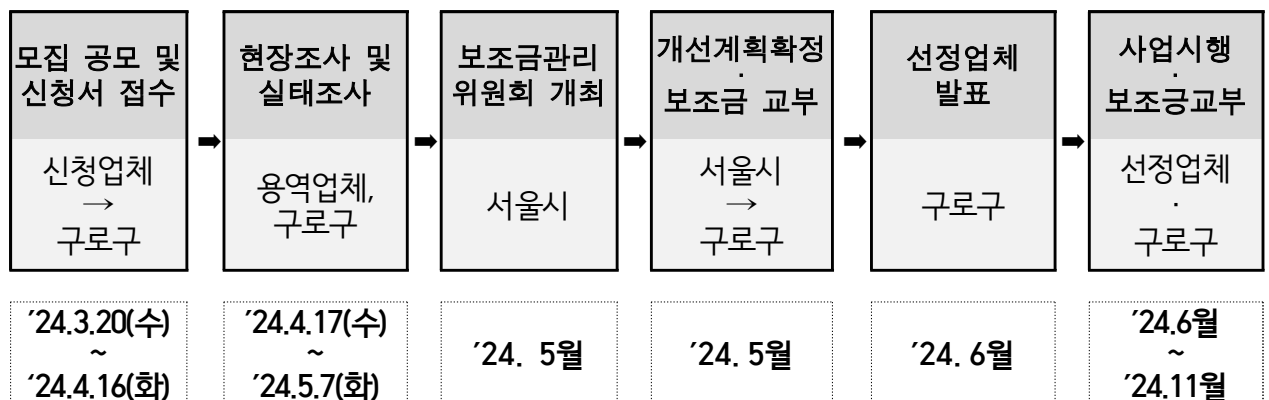 모집 공모 및
신청서 접수
신청업체
→
구로구
´24.3.20(수)
~
‘24.4.16(화)
➡
현장조사 및
실태조사
용역업체,
구로구
´24.4.17(수)
~
´24.5.7(화)
➡
보조금관리
위원회 개최
서울시
´24. 5월
➡
개선계획확정
·
보조금 교부
서울시
→
구로구
´24. 5월
➡
선정업체
발표
구로구
´24. 6월
➡
사업시행
·
보조긍교부
선정업체
·
구로구
´24.6월
~
´24.11월